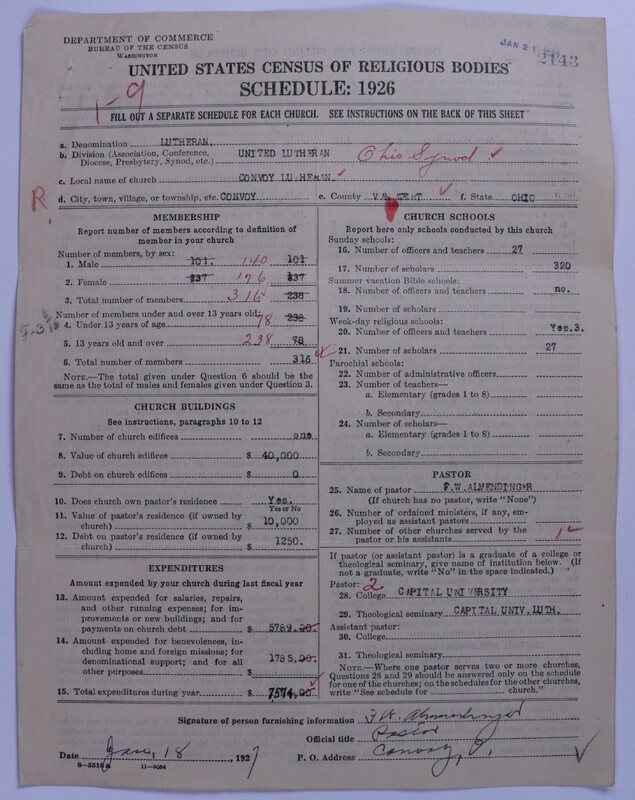 DEPARTMENT OF COMMERCE
BUREAU OF THE CENSUS
WASHINGTON
JAN 21
2143
UNITED STATES CENSUS OF RELIGIOUS BODIES
SCHEDULE: 1926
1-9
FILL OUT A SEPARATE SCHEDULE FOR EACH CHURCH. SEE INSTRUCTIONS ON THE BACK OF THIS SHEET
a. Denomination LUTHERAN.
b. Division (Association, Conference, Diocese, Presbytery, Synod, etc.) UNITED LUTHERAN Ohio Synod ✓
c. Local name of church CONVOY LUTHERAN. ✓
R.
d. City, town, village, or township, etc. CONVOY e. County VAN WERT ✓ f. State OHIO
MEMBERSHIP
Report number of members according to definition of
member in your church
Number of members, by sex:
1. Male 101. 140 101
2. Female 137 176 137
3. Total number of members 316 238
Number of members under and over 13 years old:
4. Under 13 years of age 78 238
5. 13 years old and over 238 78
6. Total number of members 316
NOTE.—The total given under Question 6 should be the
same as the total of males and females given under Question 3.
CHURCH BUILDINGS
See instructions, paragraphs 10 to 12
7. Number of church edifices one
8. Value of church edifices $ 40,000
9. Debt on church edifices $ 0
10. Does church own pastor's residence Yes.
Yes or No
11. Value of pastor's residence (if owned by
church) $ 10,000
12. Debt on pastor's residence (if owned by
church) $ 1250.
EXPENDITURES
Amount expended by your church during last fiscal year
13. Amount expended for salaries, repairs,
and other running expenses; for im-
provements or new buildings; and for
payments on church debt $ 5789.00.
14. Amount expended for benevolences, in-
cluding home and foreign missions; for
denominational support; and for all
other purposes $ 1785.00.
15. Total expenditures during year $ 7574.00 ✓
CHURCH SCHOOLS
Report here only schools conducted by this church
Sunday schools:
16. Number of officers and teachers 27
17. Number of scholars 320
Summer vacation Bible schools:
18. Number of officers and teachers no.
19. Number of scholars
Week-day religious schools:
20. Number of officers and teachers Yes.3.
21. Number of scholars 27
Parochial schools:
22. Number of administrative officers
23. Number of teachers—
a. Elementary (grades 1 to 8)
b. Secondary
24. Number of scholars—
a. Elementary (grades 1 to 8)
b. Secondary
PASTOR
25. Name of pastor F.W.ALMENDINGER
(If church has no pastor, write "None")
26. Number of ordained ministers, if any, em-
ployed as assistant pastors
27. Number of other churches served by the
pastor or his assistants
If pastor (or assistant pastor) is a graduate of a college or
theological seminary, give name of institution below. (If
not a graduate, write "No" in the space indicated.)
Pastor: 2
28. College CAPITAL UNIVERSITY
29. Theological seminary CAPITAL UNIV. LUTH.
Assistant pastor:
30. College
31. Theological seminary
NOTE.—Where one pastor serves two or more churches,
Questions 28 and 29 should be answered only on the schedule
for one of the churches; on the schedules for the other churches,
write "See schedule for church."
Signature of person furnishing information F.W. Almendinger
Official title Pastor
Date Jan, 18, 1927 P. O. Address Convoy, O. ✓
8-5518a 11-9034